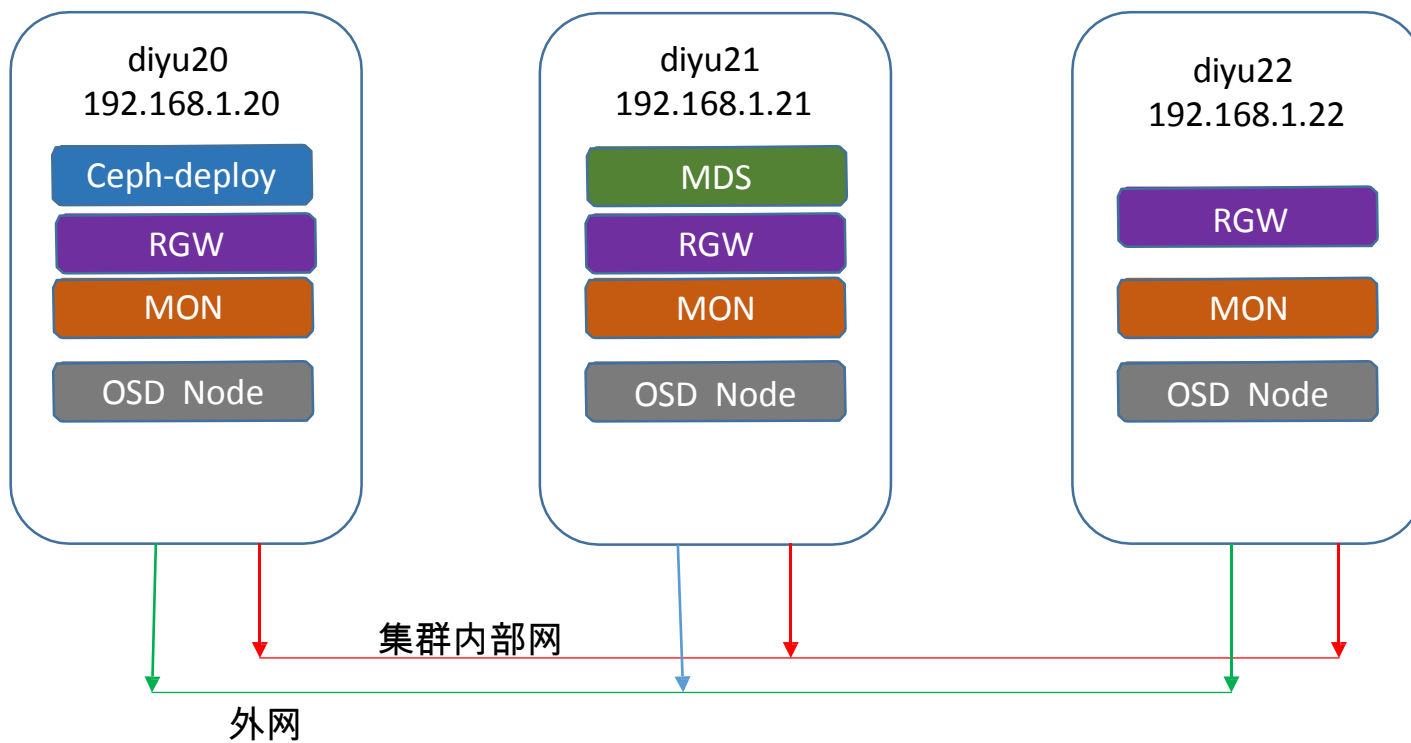 diyu20
192.168.1.20
Ceph-deploy
RGW
MON
OSD Node
diyu21
192.168.1.21
MDS
RGW
MON
OSD Node
diyu22
192.168.1.22
RGW
MON
OSD Node
集群内部网
外网